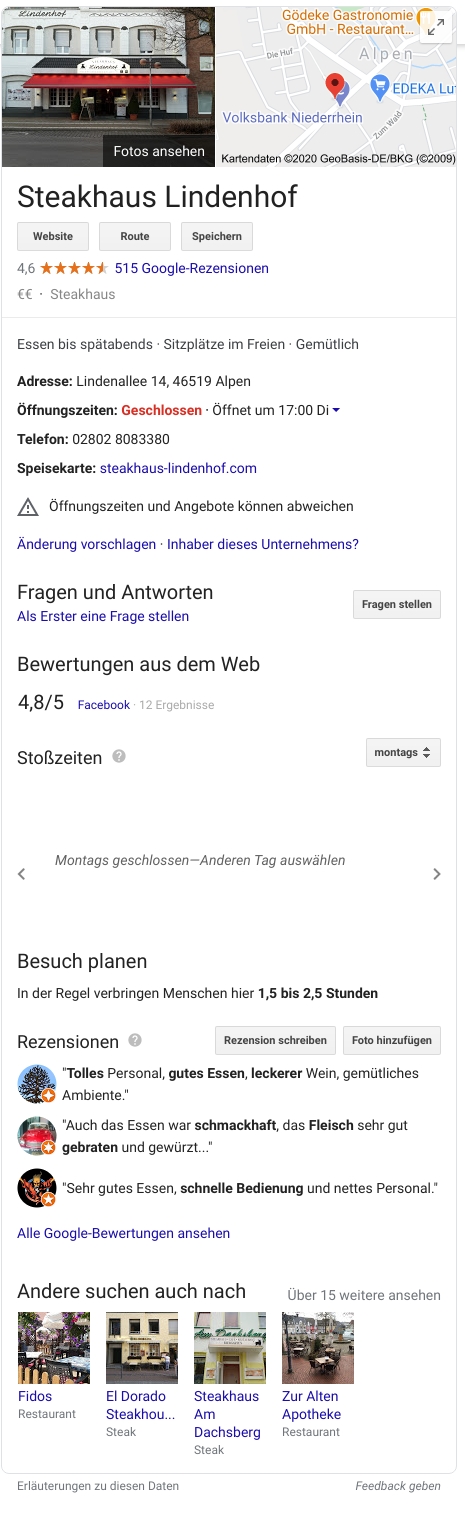 Lindenhof
Lindenhof
Fotos ansehen
Gödeke Gastronomie
GmbH - Restaurant...
Alpen
Die Huf
EDEKA Lu
Volksbank Niederrhein
Zum Wald
Kartendaten ©2020 GeoBasis-DE/BKG (©2009)
Steakhaus Lindenhof
Website Route Speichern
4,6 515 Google-Rezensionen
€€ · Steakhaus
Essen bis spätabends · Sitzplätze im Freien · Gemütlich
Adresse: Lindenallee 14, 46519 Alpen
Öffnungszeiten: Geschlossen · Öffnet um 17:00 Di
Telefon: 02802 8083380
Speisekarte: steakhaus-lindenhof.com
Öffnungszeiten und Angebote können abweichen
Änderung vorschlagen · Inhaber dieses Unternehmens?
Fragen und Antworten
Als Erster eine Frage stellen
Fragen stellen
Bewertungen aus dem Web
4,8/5 Facebook · 12 Ergebnisse
Stoßzeiten ? montags
Montags geschlossen—Anderen Tag auswählen
Besuch planen
In der Regel verbringen Menschen hier 1,5 bis 2,5 Stunden
Rezensionen ? Rezension schreiben Foto hinzufügen
"Tolles Personal, gutes Essen, leckerer Wein, gemütliches
Ambiente."
"Auch das Essen war schmackhaft, das Fleisch sehr gut
gebraten und gewürzt..."
"Sehr gutes Essen, schnelle Bedienung und nettes Personal."
Alle Google-Bewertungen ansehen
Andere suchen auch nach Über 15 weitere ansehen
Fidos
Restaurant
El Dorado
Steakhou...
Steak
Am Dachsberg
Steakhaus
Am
Dachsberg
Steak
Zur Alten
Apotheke
Restaurant
Erläuterungen zu diesen Daten Feedback geben